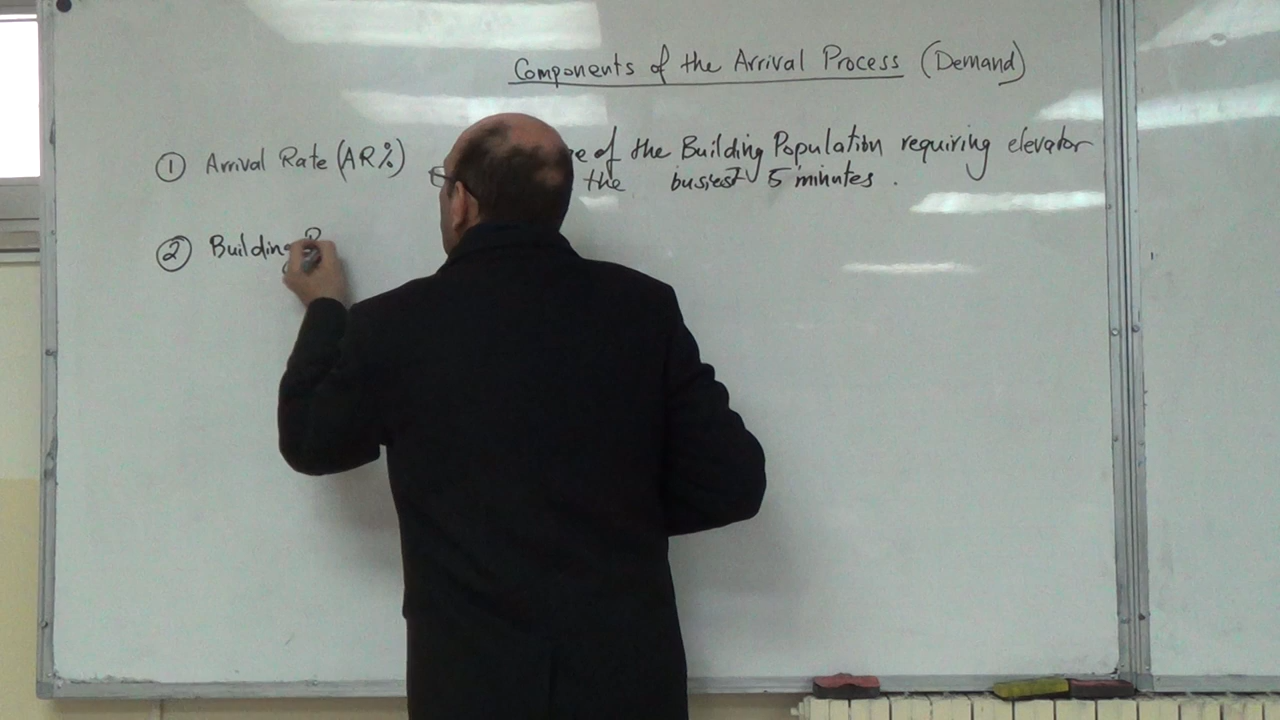 Components of the Arrival Process (Demand)
① Arrival Rate (AR%) of the Building Population requiring elevator
the busiest 5 minutes .
② Building